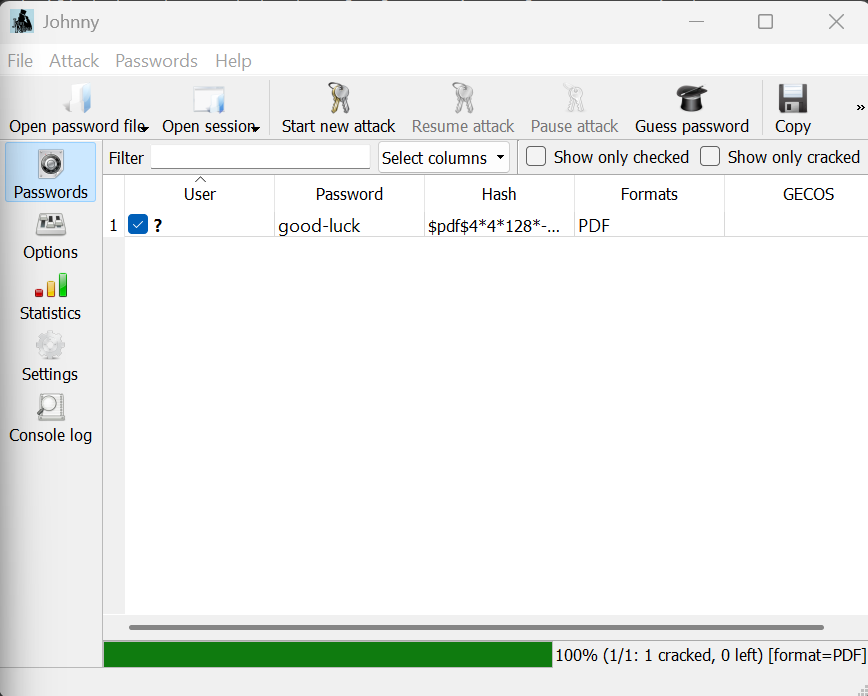 Johnny
File Attack Passwords Help
Open password file Open session Start new attack Resume attack Pause attack Guess password Copy »
Passwords
Options
Statistics
Settings
Console log
Filter Select columns Show only checked Show only cracked
User Password Hash Formats GECOS
1 ? good-luck $pdf$4*4*128*-... PDF
100% (1/1: 1 cracked, 0 left) [format=PDF]